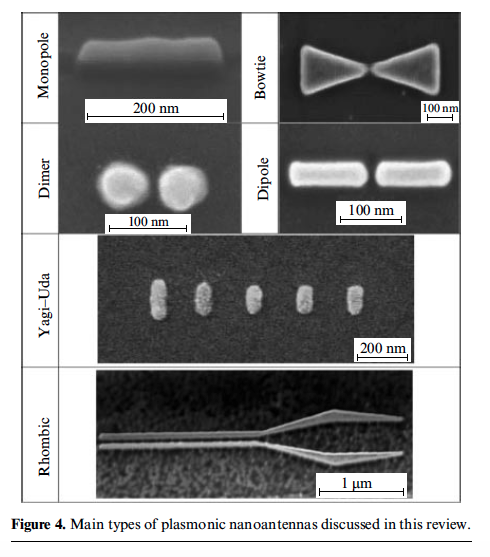 Monopole
200 nm
Bowtie
100 nm
Dimer
100 nm
Dipole
100 nm
Yagi–Uda
200 nm
Rhombic
1 μm
Figure 4. Main types of plasmonic nanoantennas discussed in this review.